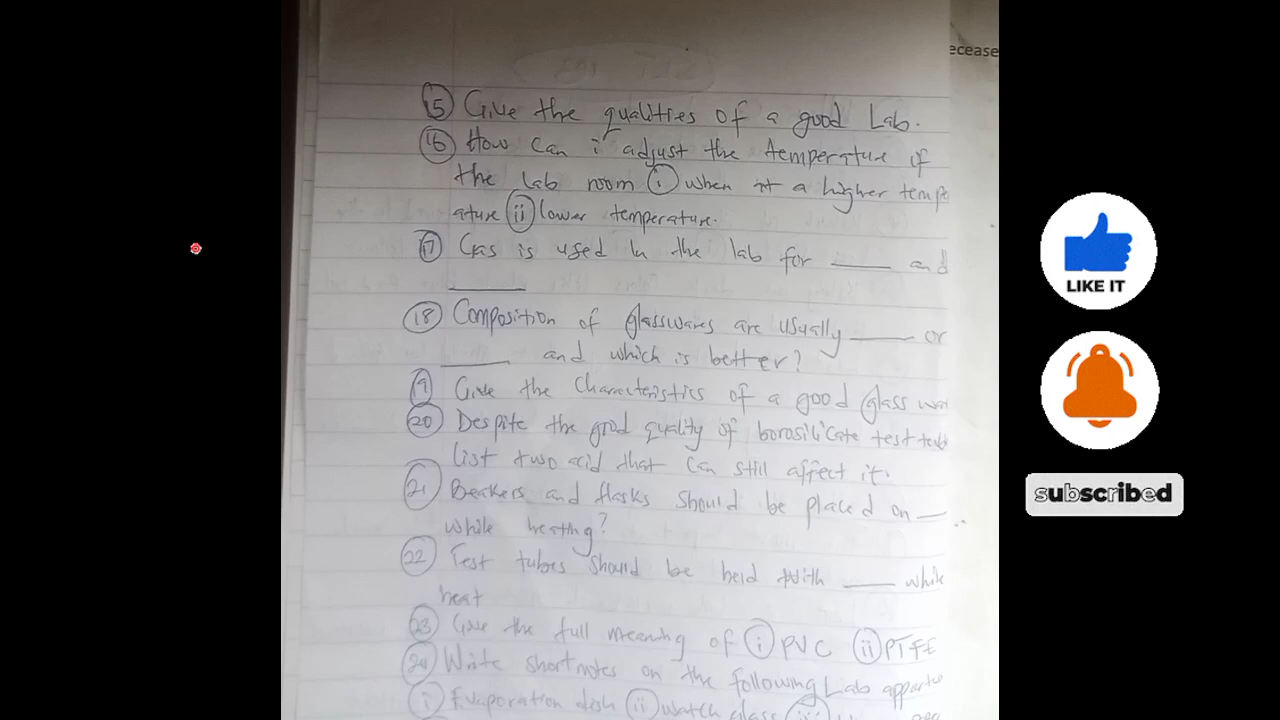 ecease
15 Give the qualities of a good Lab.
16 How can i adjust the temperature of
the lab room (i) when it a higher tempe
ature (ii) lower temperature.
17 Gas is used in the lab for ____ and
____
18 Composition of glasswares are usually ____ or
____ and which is better?
19 Give the characteristics of a good glass war
20 Despite the good quality of borosilicate test tube
list two acid that can still affect it.
21 Beakers and flasks should be placed on __
while heating?
22 Test tubes should be held with ____ while
heat
23 Give the full meaning of (i) PVC (ii) PTFE
24 Write shortnotes on the following Lab appartu
(i) Evaporation dish (ii) watch glass (iii)
LIKE IT
subscribed